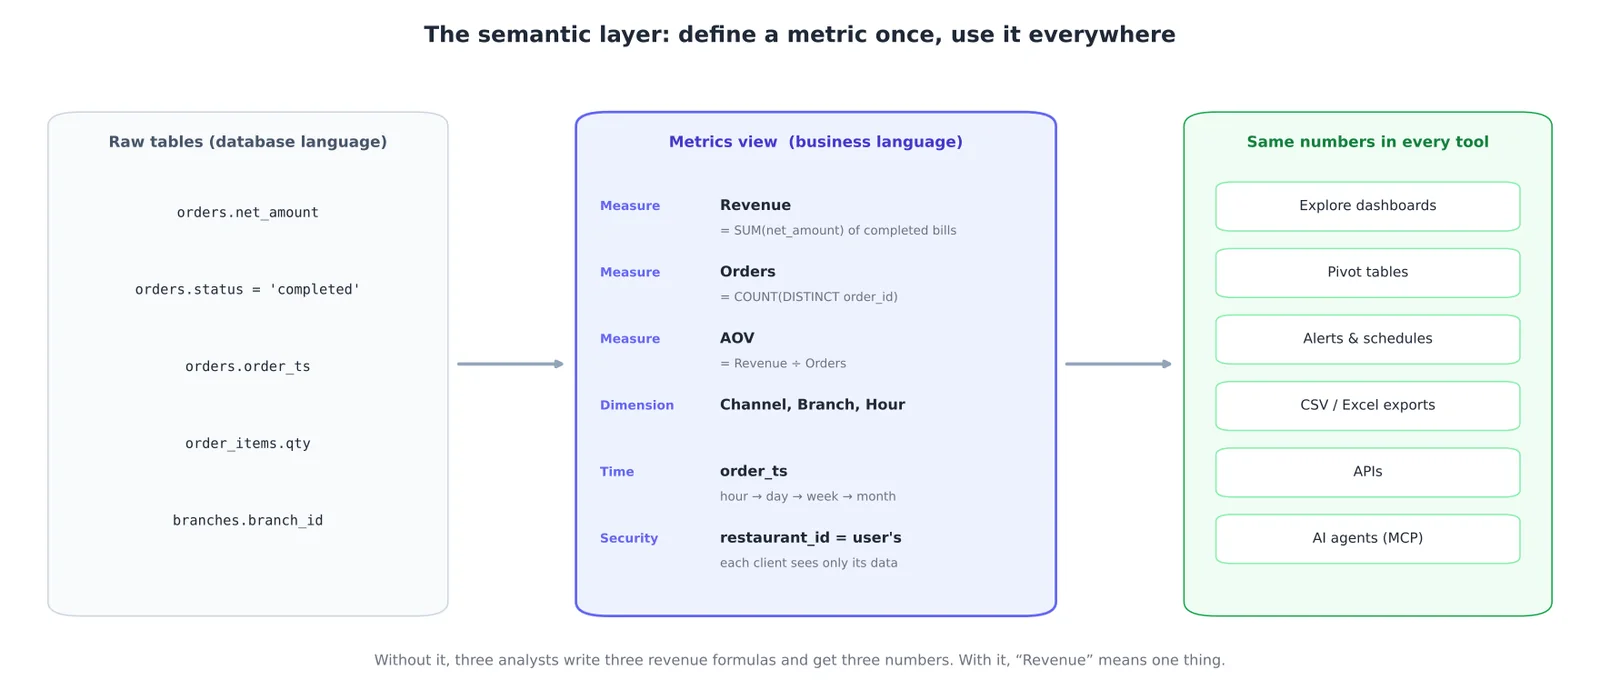 The semantic layer: define a metric once, use it everywhere
Raw tables (database language)
orders.net_amount
orders.status = 'completed'
orders.order_ts
order_items.qty
branches.branch_id
Metrics view  (business language)
Measure Revenue
= SUM(net_amount) of completed bills
Measure Orders
= COUNT(DISTINCT order_id)
Measure AOV
= Revenue ÷ Orders
Dimension Channel, Branch, Hour
Time order_ts
hour → day → week → month
Security restaurant_id = user's
each client sees only its data
Same numbers in every tool
Explore dashboards
Pivot tables
Alerts & schedules
CSV / Excel exports
APIs
AI agents (MCP)
Without it, three analysts write three revenue formulas and get three numbers. With it, “Revenue” means one thing.